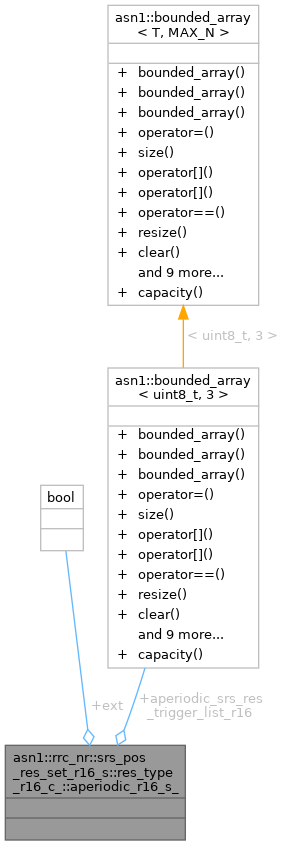 asn1::bounded_array
< T, MAX_N >
+ bounded_array()
+ bounded_array()
+ bounded_array()
+ operator=()
+ size()
+ operator[]()
+ operator[]()
+ operator==()
+ resize()
+ clear()
and 9 more...
+ capacity()
< uint8_t, 3 >
asn1::bounded_array
< uint8_t, 3 >
+ bounded_array()
+ bounded_array()
+ bounded_array()
+ operator=()
+ size()
+ operator[]()
+ operator[]()
+ operator==()
+ resize()
+ clear()
and 9 more...
+ capacity()
bool
+ext
+aperiodic_srs_res
_trigger_list_r16
asn1::rrc_nr::srs_pos
_res_set_r16_s::res_type
_r16_c_::aperiodic_r16_s_